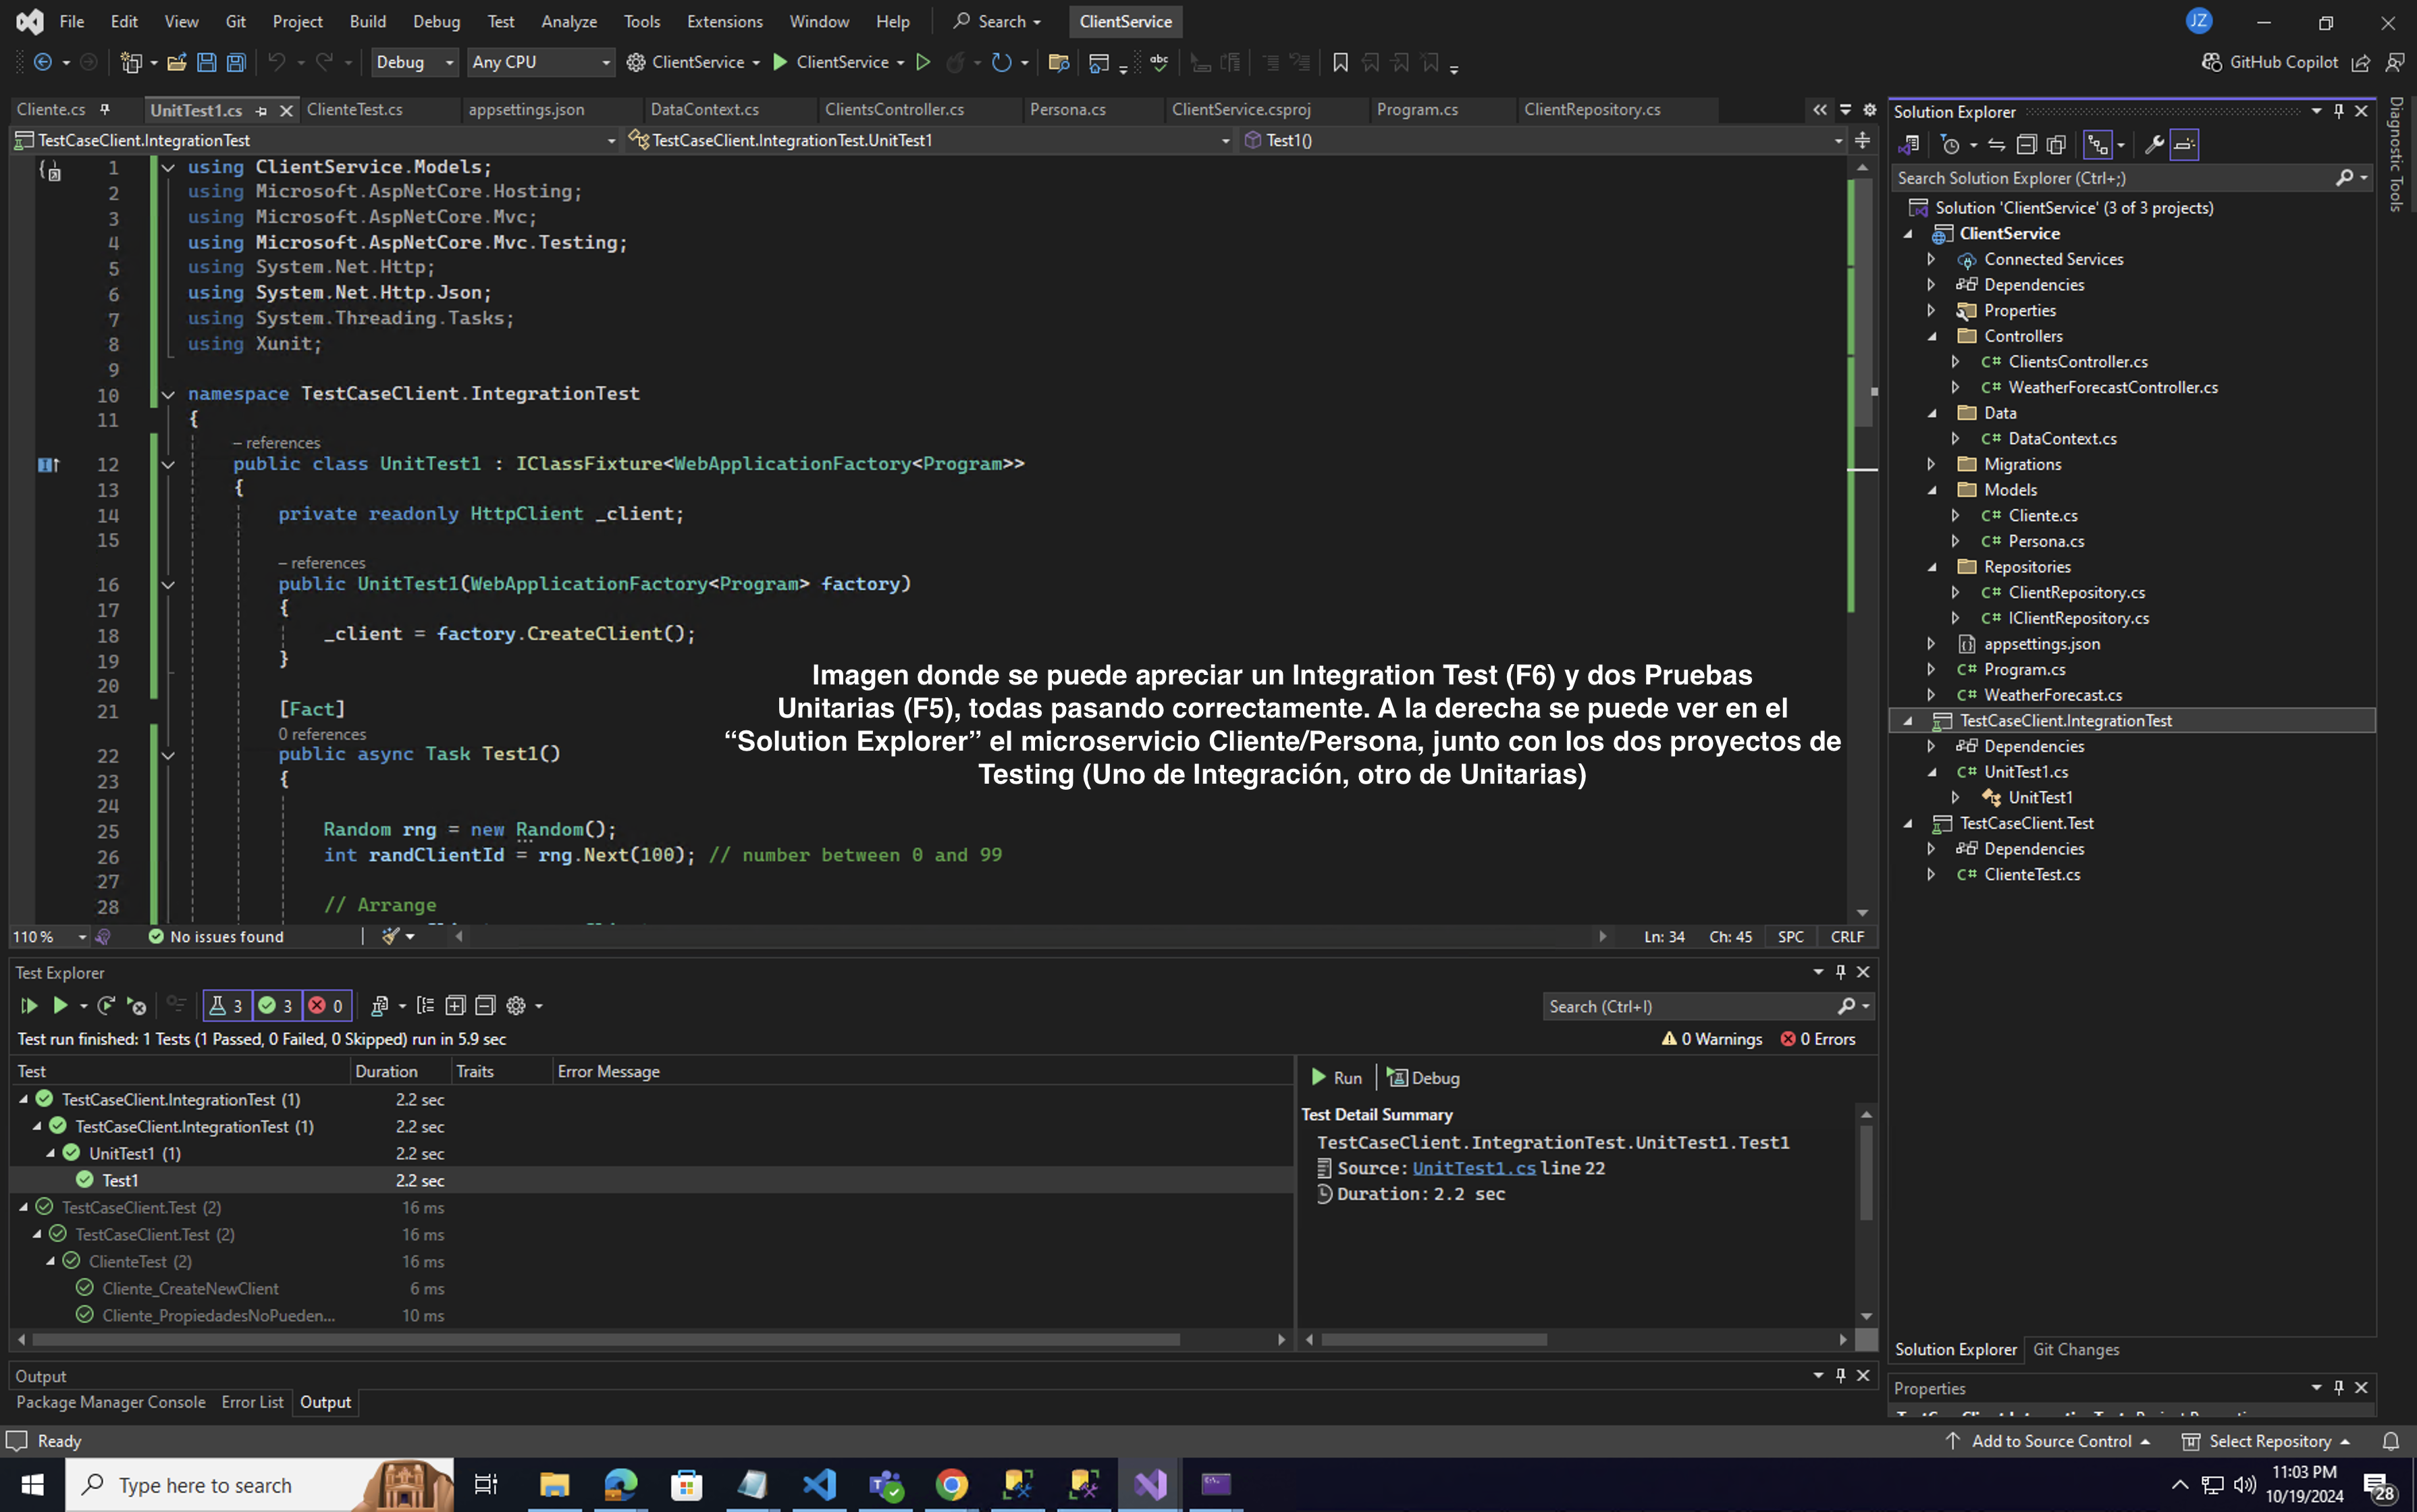 File Edit View Git Project Build Debug Test Analyze Tools Extensions Window Help Search ClientService JZ
Debug Any CPU ClientService ClientService GitHub Copilot
Cliente.cs UnitTest1.cs ClienteTest.cs appsettings.json DataContext.cs ClientsController.cs Persona.cs ClientService.csproj Program.cs ClientRepository.cs
TestCaseClient.IntegrationTest TestCaseClient.IntegrationTest.UnitTest1 Test1()
1 using ClientService.Models;
2 using Microsoft.AspNetCore.Hosting;
3 using Microsoft.AspNetCore.Mvc;
4 using Microsoft.AspNetCore.Mvc.Testing;
5 using System.Net.Http;
6 using System.Net.Http.Json;
7 using System.Threading.Tasks;
8 using Xunit;
9
10 namespace TestCaseClient.IntegrationTest
11 {
– references
12 public class UnitTest1 : IClassFixture<WebApplicationFactory<Program>>
13 {
14 private readonly HttpClient _client;
15
– references
16 public UnitTest1(WebApplicationFactory<Program> factory)
17 {
18 _client = factory.CreateClient();
19 }
20
21 [Fact]
0 references
22 public async Task Test1()
23 {
24
25 Random rng = new Random();
26 int randClientId = rng.Next(100); // number between 0 and 99
27
28 // Arrange
Imagen donde se puede apreciar un Integration Test (F6) y dos Pruebas
Unitarias (F5), todas pasando correctamente. A la derecha se puede ver en el
“Solution Explorer” el microservicio Cliente/Persona, junto con los dos proyectos de
Testing (Uno de Integración, otro de Unitarias)
110 % No issues found Ln: 34 Ch: 45 SPC CRLF
Test Explorer
3 3 0 Search (Ctrl+I)
Test run finished: 1 Tests (1 Passed, 0 Failed, 0 Skipped) run in 5.9 sec 0 Warnings 0 Errors
Test Duration Traits Error Message
TestCaseClient.IntegrationTest (1) 2.2 sec
TestCaseClient.IntegrationTest (1) 2.2 sec
UnitTest1 (1) 2.2 sec
Test1 2.2 sec
TestCaseClient.Test (2) 16 ms
TestCaseClient.Test (2) 16 ms
ClienteTest (2) 16 ms
Cliente_CreateNewClient 6 ms
Cliente_PropiedadesNoPueden... 10 ms
Run Debug
Test Detail Summary
TestCaseClient.IntegrationTest.UnitTest1.Test1
Source: UnitTest1.cs line 22
Duration: 2.2 sec
Output
Package Manager Console Error List Output
Solution Explorer
Search Solution Explorer (Ctrl+;)
Solution 'ClientService' (3 of 3 projects)
ClientService
Connected Services
Dependencies
Properties
Controllers
C# ClientsController.cs
C# WeatherForecastController.cs
Data
C# DataContext.cs
Migrations
Models
C# Cliente.cs
C# Persona.cs
Repositories
C# ClientRepository.cs
C# IClientRepository.cs
appsettings.json
C# Program.cs
C# WeatherForecast.cs
TestCaseClient.IntegrationTest
Dependencies
C# UnitTest1.cs
UnitTest1
TestCaseClient.Test
Dependencies
C# ClienteTest.cs
Solution Explorer Git Changes
Properties
Diagnostic Tools
Ready Add to Source Control Select Repository
Type here to search 11:03 PM
10/19/2024 28